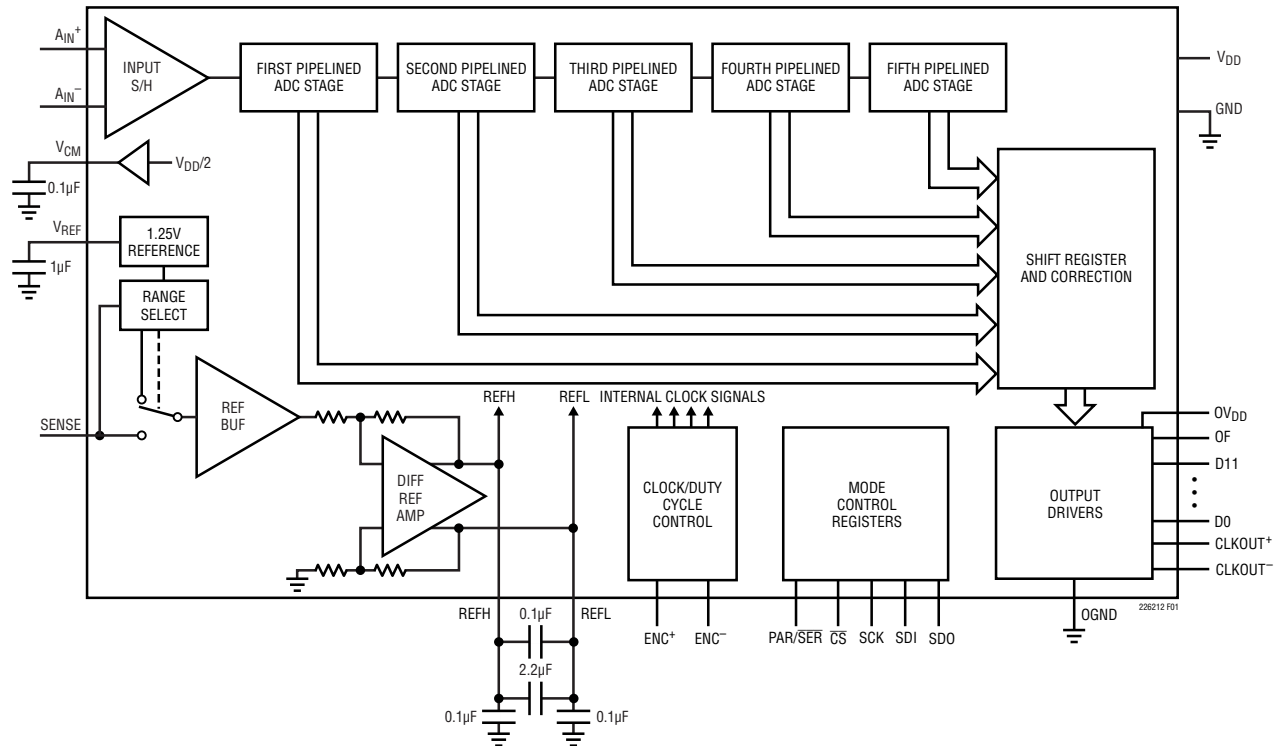 AIN+
INPUT
S/H
AIN−
FIRST PIPELINED
ADC STAGE
SECOND PIPELINED
ADC STAGE
THIRD PIPELINED
ADC STAGE
FOURTH PIPELINED
ADC STAGE
FIFTH PIPELINED
ADC STAGE
VDD
GND
VCM
VDD/2
0.1µF
VREF
1.25V
REFERENCE
1µF
RANGE
SELECT
SHIFT REGISTER
AND CORRECTION
SENSE
REF
BUF
DIFF
REF
AMP
REFH
REFL
INTERNAL CLOCK SIGNALS
CLOCK/DUTY
CYCLE
CONTROL
MODE
CONTROL
REGISTERS
OUTPUT
DRIVERS
OVDD
OF
D11
D0
CLKOUT+
CLKOUT−
226212 F01
OGND
REFH
0.1µF
REFL
2.2µF
0.1µF
0.1µF
ENC+
ENC−
PAR/S̅E̅R̅
C̅S̅
SCK
SDI
SDO